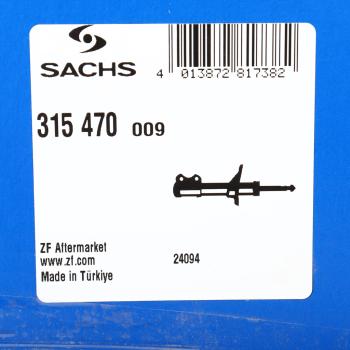 SACHS
4 013872 817382
315 470 009
ZF Aftermarket
www.zf.com
Made in Türkiye
24094